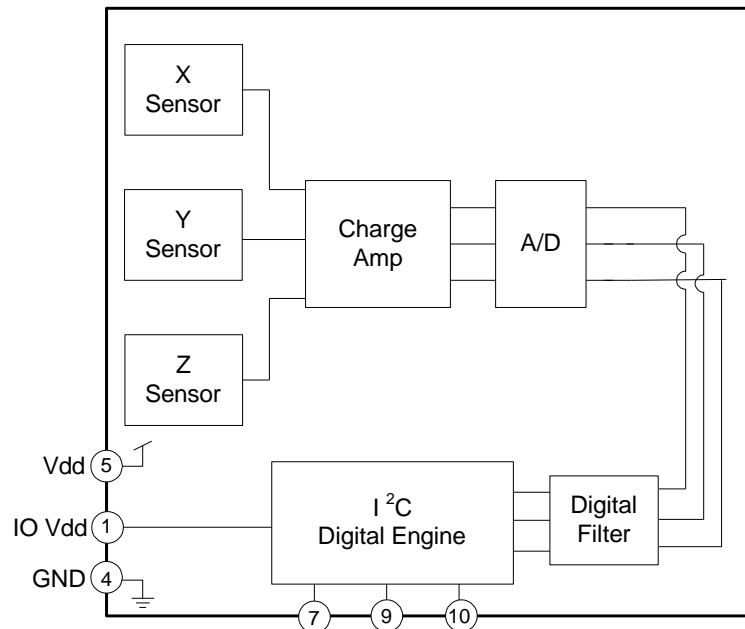 X
Sensor
Y
Sensor
Charge
Amp
A/D
Z
Sensor
Vdd 5
IO Vdd 1
GND 4
I ²C
Digital Engine
Digital
Filter
7 9 10